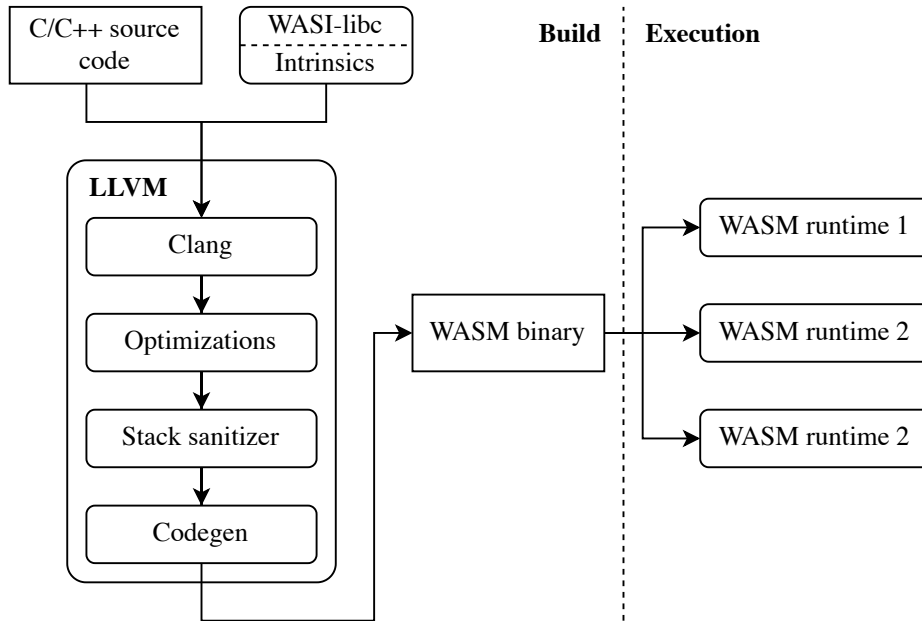 C/C++ source
code
WASI-libc
Intrinsics
Build
Execution
LLVM
Clang
Optimizations
Stack sanitizer
Codegen
WASM binary
WASM runtime 1
WASM runtime 2
WASM runtime 2